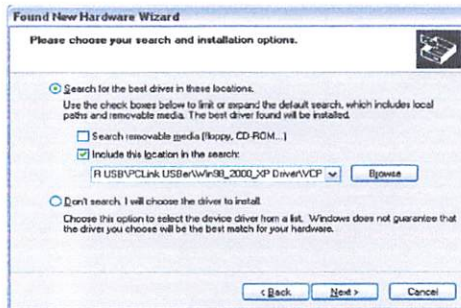 Found New Hardware Wizard
Please choose your search and installation options.
Search for the best driver in these locations.
Use the check boxes below to limit or expand the default search, which includes local
paths and removable media. The best driver found will be installed.
Search removable media (floppy, CD-ROM...)
Include this location in the search:
R USB\PCLink USBer\Win98_2000_XP Driver\VCP
Browse
Don't search. I will choose the driver to install.
Choose this option to select the device driver from a list. Windows does not guarantee that
the driver you choose will be the best match for your hardware.
< Back Next > Cancel